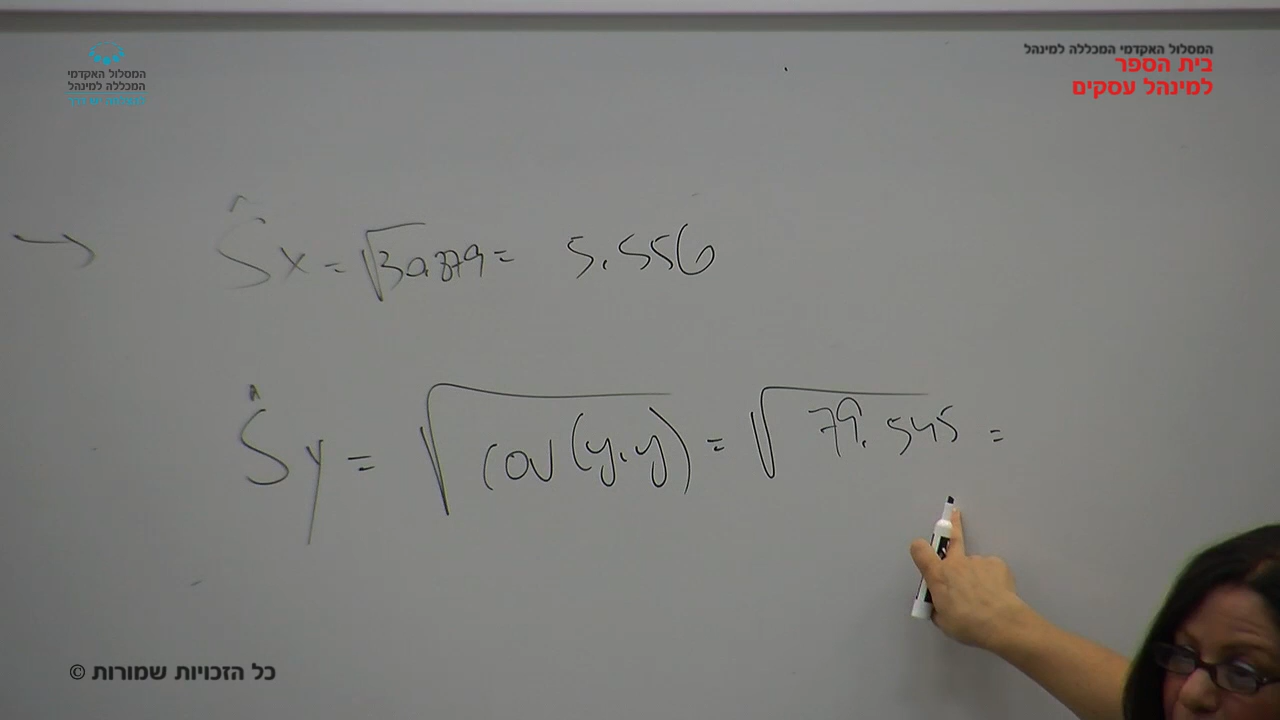 המסלול האקדמי המכללה למינהל
בית הספר
למינהל עסקים
המסלול האקדמי
המכללה למינהל
→ Ŝx = √30.879 = 5.556
Ŝy = √cov(y,y) = √79.545 =
כל הזכויות שמורות ©